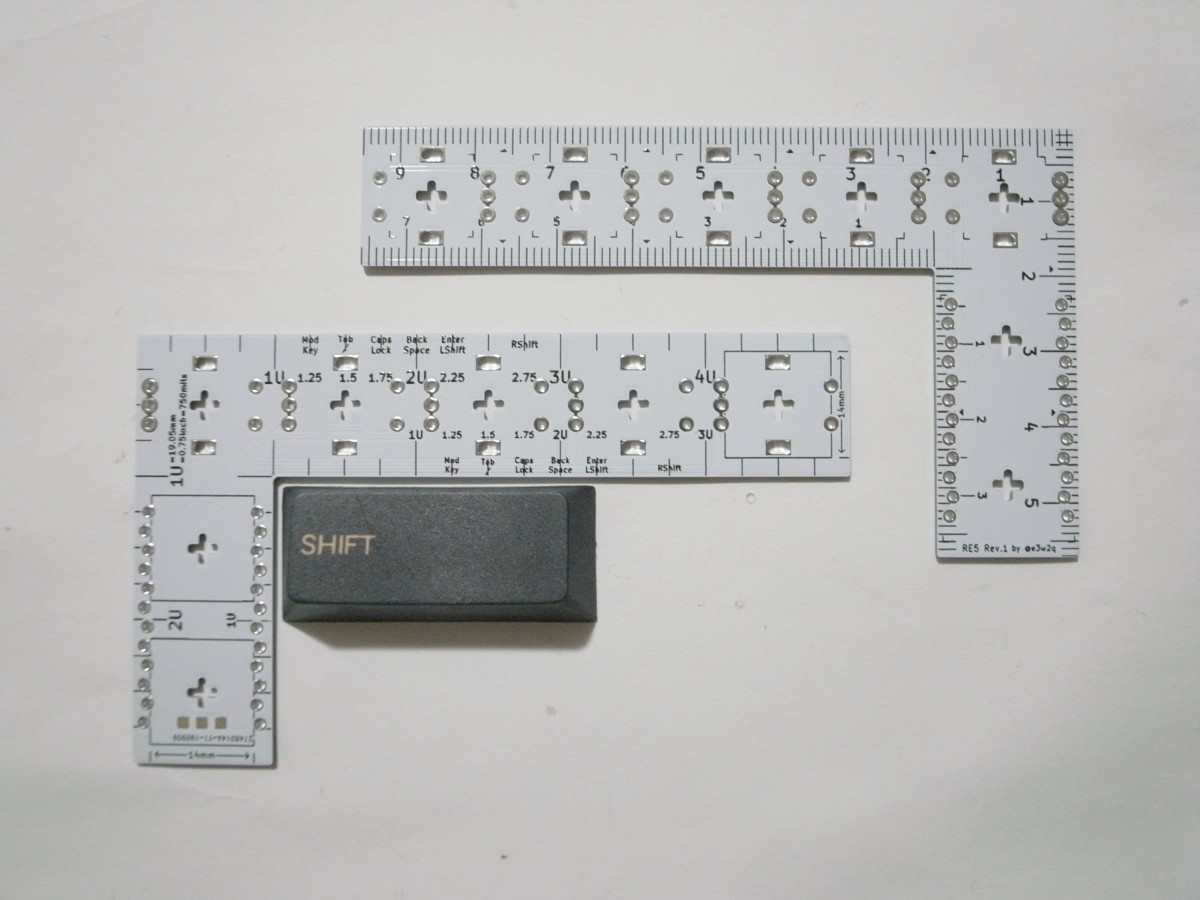 9 8 7 6 5 3 2 1
7 6 5 3 2 1
1
2
1 3
2 4
3 5
RE5 Rev.1 by @e3w2q
Mod Key
Tab
Caps Lock
Back Space
Enter LShift
RShift
1U 1.25 1.5 1.75 2U 2.25 2.75 3U 4U
1U 1.25 1.5 1.75 2U 2.25 2.75 3U
Mod Key
Tab
Caps Lock
Back Space
Enter LShift
RShift
14mm
1U=19.05mm
=0.75inch=750mils
SHIFT
2U 1U
14mm